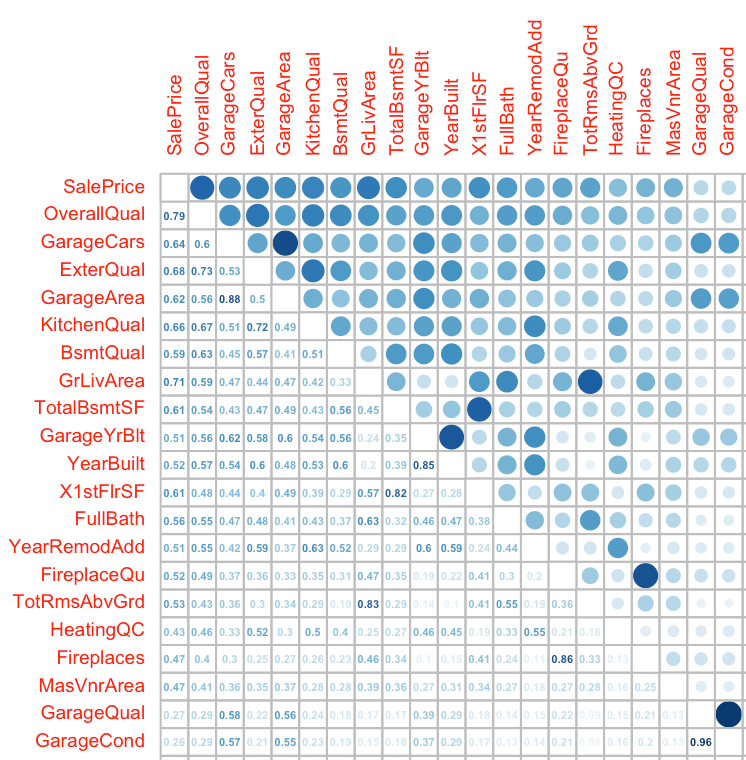 SalePrice OverallQual GarageCars ExterQual GarageArea KitchenQual BsmtQual GrLivArea TotalBsmtSF GarageYrBlt YearBuilt X1stFlrSF FullBath YearRemodAdd FireplaceQu TotRmsAbvGrd HeatingQC Fireplaces MasVnrArea GarageQual GarageCond
SalePrice
OverallQual 0.79
GarageCars 0.64 0.6
ExterQual 0.68 0.73 0.53
GarageArea 0.62 0.56 0.88 0.5
KitchenQual 0.66 0.67 0.51 0.72 0.49
BsmtQual 0.59 0.63 0.45 0.57 0.41 0.51
GrLivArea 0.71 0.59 0.47 0.44 0.47 0.42 0.33
TotalBsmtSF 0.61 0.54 0.43 0.47 0.49 0.43 0.56 0.45
GarageYrBlt 0.51 0.56 0.62 0.58 0.6 0.54 0.56 0.24 0.35
YearBuilt 0.52 0.57 0.54 0.6 0.48 0.53 0.6 0.2 0.39 0.85
X1stFlrSF 0.61 0.48 0.44 0.4 0.49 0.39 0.29 0.57 0.82 0.27 0.28
FullBath 0.56 0.55 0.47 0.48 0.41 0.43 0.37 0.63 0.32 0.46 0.47 0.38
YearRemodAdd 0.51 0.55 0.42 0.59 0.37 0.63 0.52 0.29 0.29 0.6 0.59 0.24 0.44
FireplaceQu 0.52 0.49 0.37 0.36 0.33 0.35 0.31 0.47 0.35 0.19 0.22 0.41 0.3 0.2
TotRmsAbvGrd 0.53 0.43 0.36 0.3 0.34 0.29 0.19 0.83 0.29 0.14 0.1 0.41 0.55 0.19 0.36
HeatingQC 0.43 0.46 0.33 0.52 0.3 0.5 0.4 0.25 0.27 0.46 0.45 0.19 0.33 0.55 0.21 0.16
Fireplaces 0.47 0.4 0.3 0.25 0.27 0.26 0.23 0.46 0.34 0.1 0.15 0.41 0.24 0.11 0.86 0.33 0.13
MasVnrArea 0.47 0.41 0.36 0.35 0.37 0.28 0.28 0.39 0.36 0.27 0.31 0.34 0.27 0.18 0.27 0.28 0.16 0.25
GarageQual 0.27 0.29 0.58 0.22 0.56 0.24 0.18 0.17 0.17 0.39 0.29 0.18 0.14 0.15 0.22 0.09 0.15 0.21 0.13
GarageCond 0.26 0.29 0.57 0.21 0.55 0.23 0.19 0.15 0.18 0.37 0.29 0.17 0.13 0.14 0.21 0.09 0.16 0.2 0.13 0.96